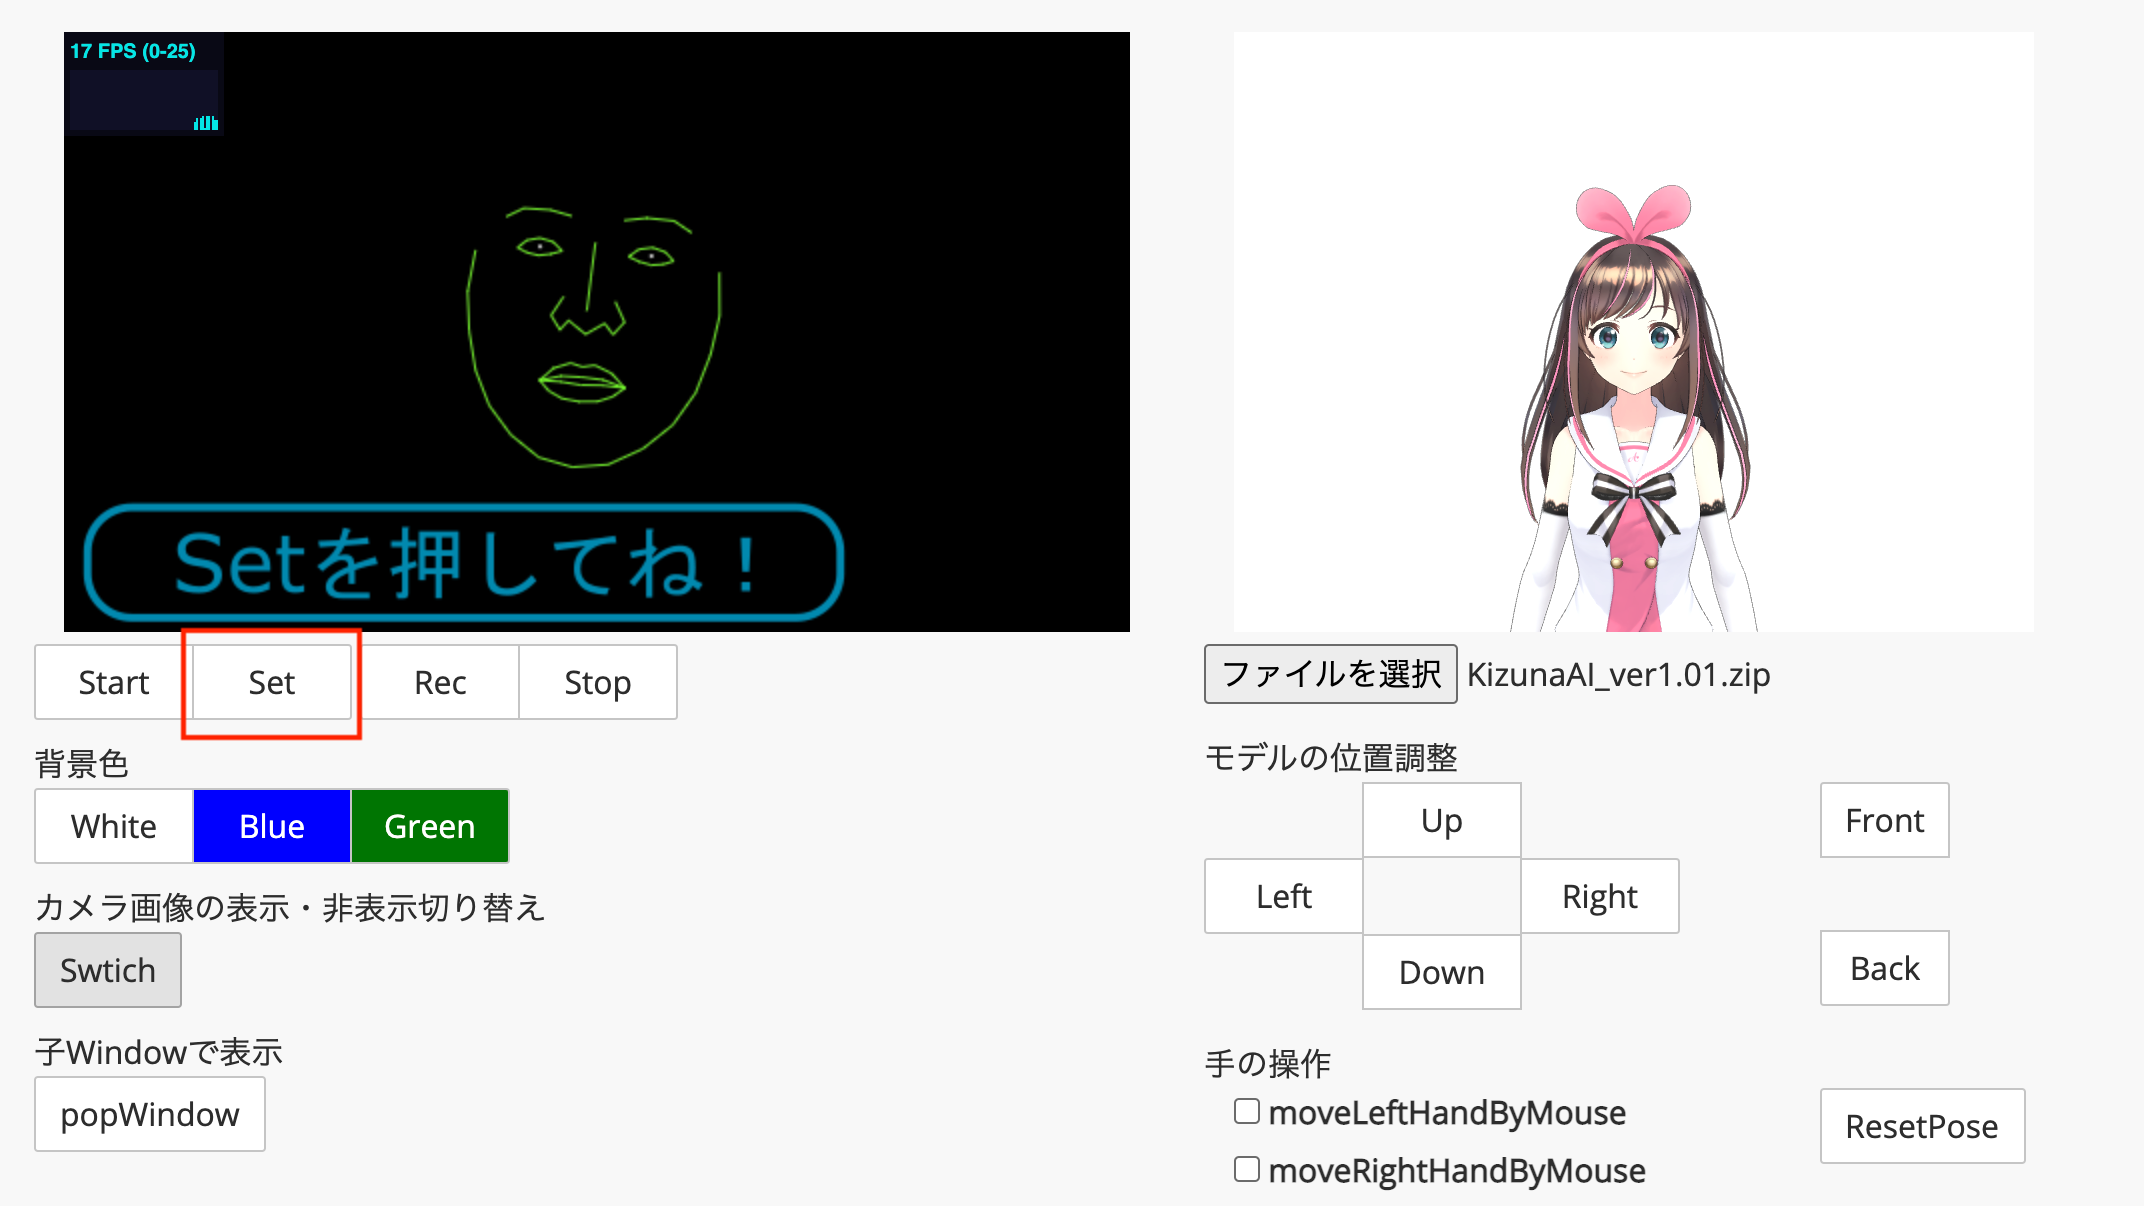 17 FPS (0-25)
Setを押してね！
Start
Set
Rec
Stop
背景色
White
Blue
Green
カメラ画像の表示・非表示切り替え
Swtich
子Windowで表示
popWindow
ファイルを選択 KizunaAI_ver1.01.zip
モデルの位置調整
Up
Front
Left
Right
Down
Back
手の操作
moveLeftHandByMouse
ResetPose
moveRightHandByMouse